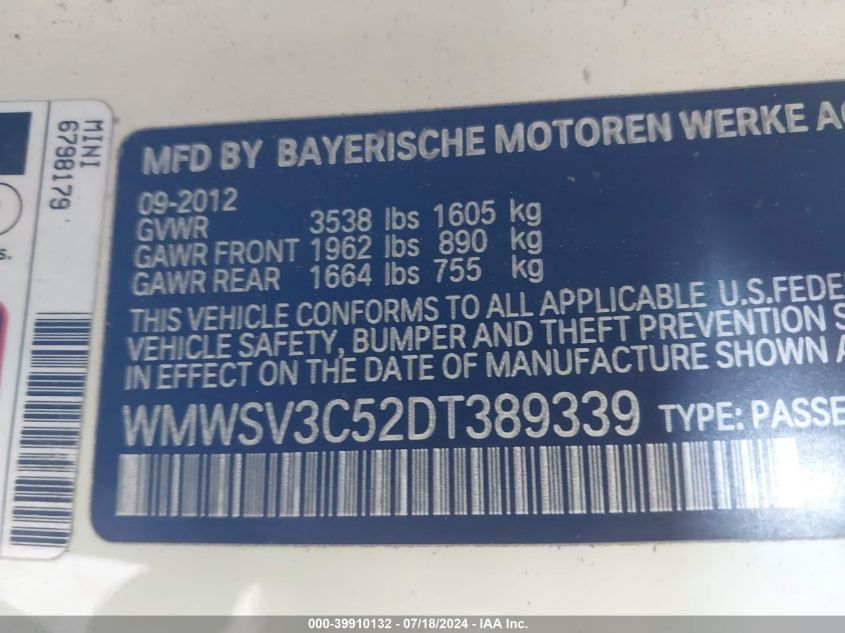 MINI
6798179
s.
MFD BY BAYERISCHE MOTOREN WERKE AG
09-2012
GVWR 3538 lbs 1605 kg
GAWR FRONT 1962 lbs 890 kg
GAWR REAR 1664 lbs 755 kg
THIS VEHICLE CONFORMS TO ALL APPLICABLE U.S.FEDE
VEHICLE SAFETY, BUMPER AND THEFT PREVENTION S
IN EFFECT ON THE DATE OF MANUFACTURE SHOWN A
WMWSV3C52DT389339 TYPE: PASSE
000-39910132 - 07/18/2024 - IAA Inc.